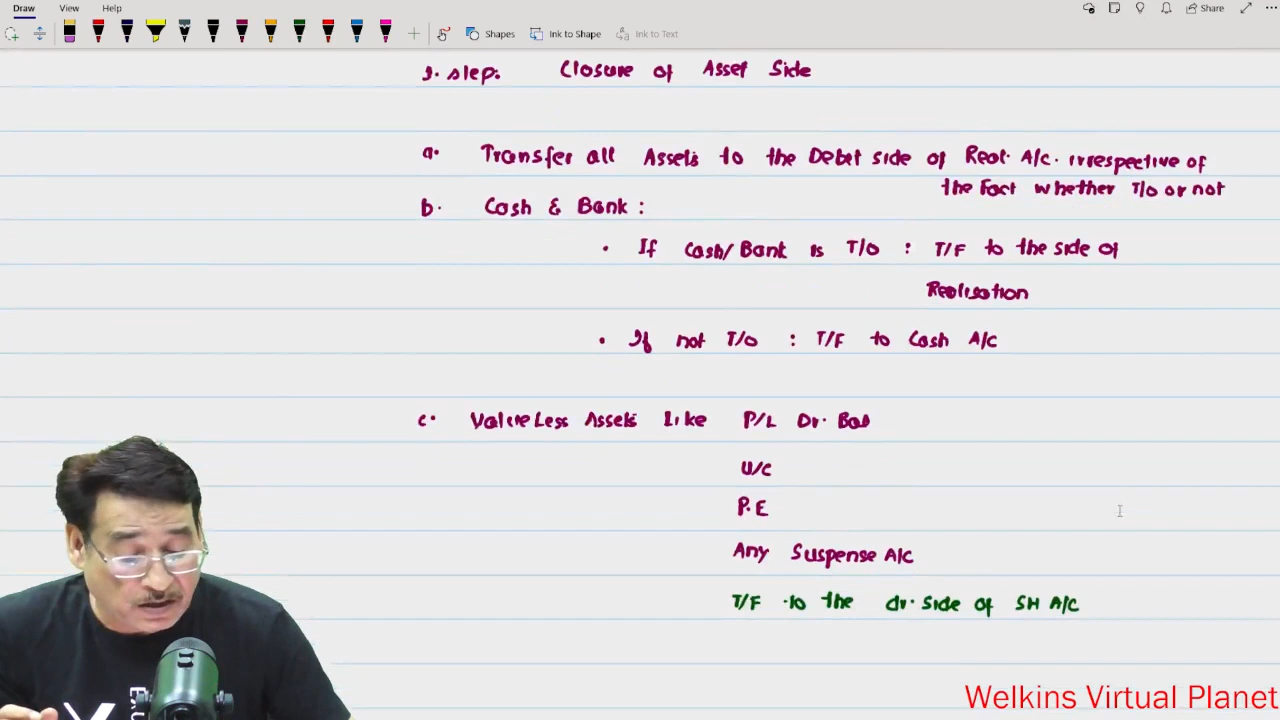 Draw View Help
Shapes Ink to Shape Ink to Text Share
3. step: Closure of Asset Side
a. Transfer all Assets to the Debit side of Real. A/c. irrespective of
the Fact whether T/O or not
b. Cash & Bank :
• If Cash/Bank is T/O : T/F to the side of
Realisation
• If not T/O : T/F to Cash A/c
c. ValueLess Assets Like P/L Dr. Bal
U/C
P.E
Any Suspense A/c
T/F to the dr. side of SH A/c
Welkins Virtual Planet